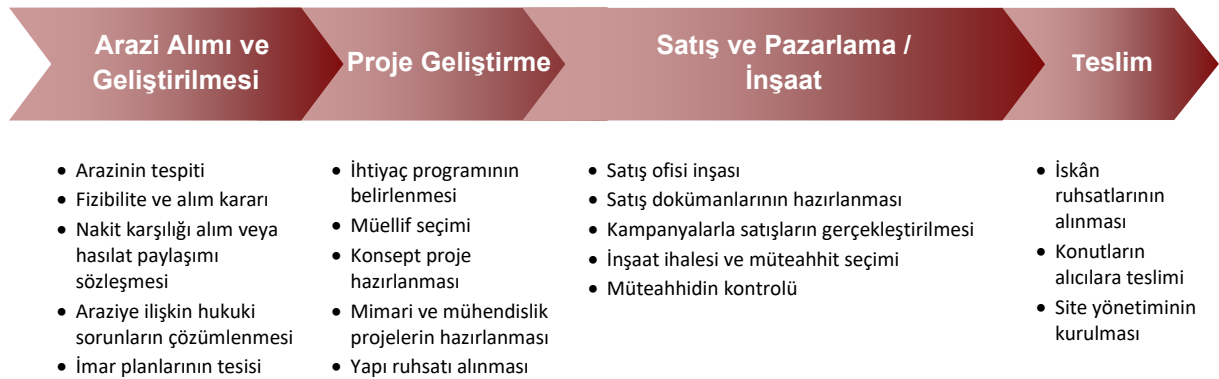 Arazi Alımı ve
Geliştirilmesi
Proje Geliştirme
Satış ve Pazarlama /
İnşaat
Teslim
• Arazinin tespiti
• Fizibilite ve alım kararı
• Nakit karşılığı alım veya
hasılat paylaşımı
sözleşmesi
• Araziye ilişkin hukuki
sorunların çözümlenmesi
• İmar planlarının tesisi
• İhtiyaç programının
belirlenmesi
• Müellif seçimi
• Konsept proje
hazırlanması
• Mimari ve mühendislik
projelerin hazırlanması
• Yapı ruhsatı alınması
• Satış ofisi inşası
• Satış dokümanlarının hazırlanması
• Kampanyalarla satışların gerçekleştirilmesi
• İnşaat ihalesi ve müteahhit seçimi
• Müteahhidin kontrolü
• İskân
ruhsatlarının
alınması
• Konutların
alıcılara teslimi
• Site yönetiminin
kurulması